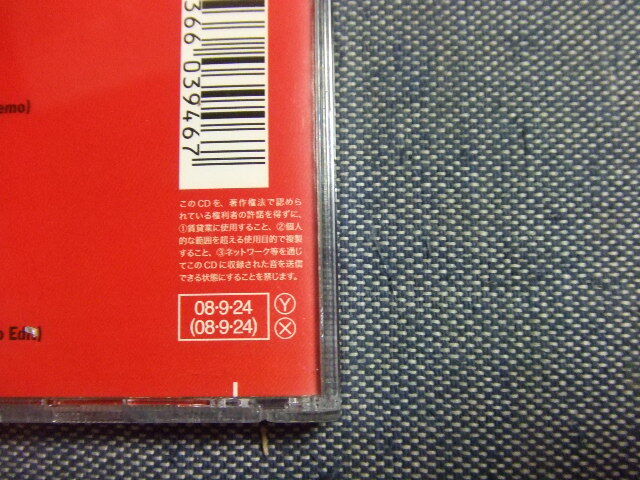 366 039467
emo)
このCDを、著作権法で認めら
れている権利者の許諾を得ずに、
①賃貸業に使用すること、②個人
的な範囲を超える使用目的で複製
すること、③ネットワーク等を通じ
てこのCDに収録された音を送信
できる状態にすることを禁じます。
08・9・24 Y
(08・9・24) X
o Edit)